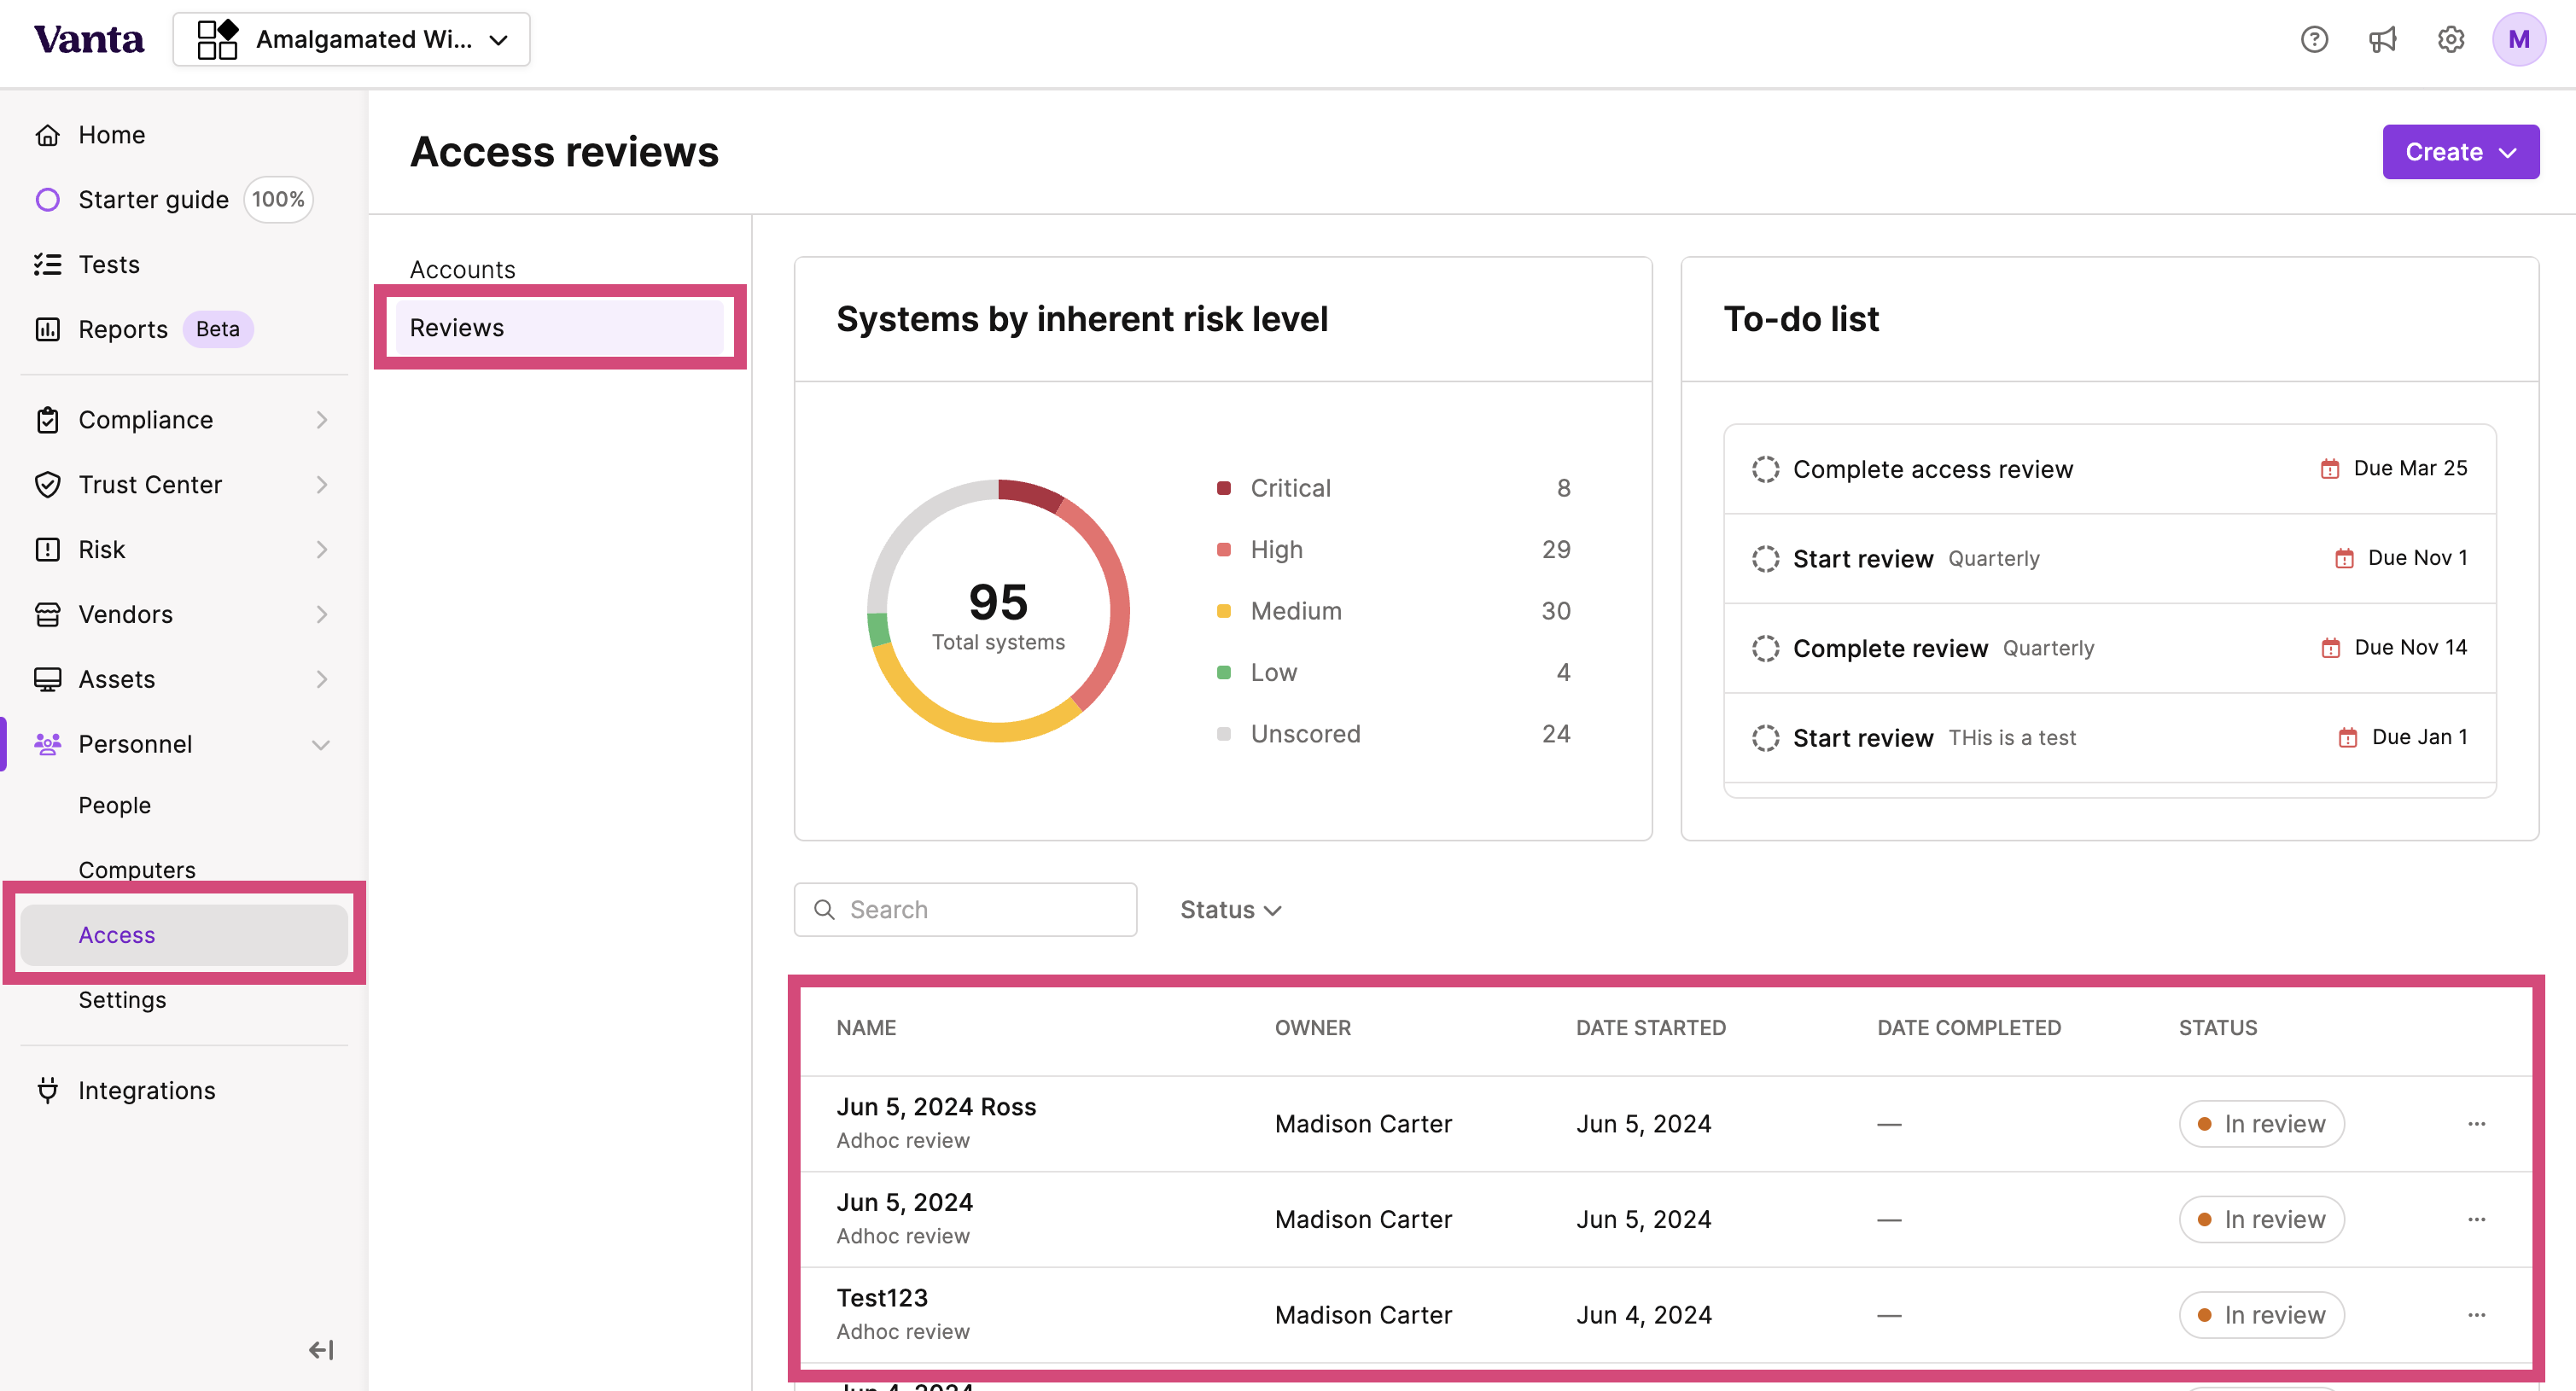 Vanta
Amalgamated Wi...
M
Home
Starter guide 100%
Tests
Reports Beta
Compliance
Trust Center
Risk
Vendors
Assets
Personnel
People
Computers
Access
Settings
Integrations
Access reviews
Create
Accounts
Reviews
Systems by inherent risk level
95
Total systems
Critical 8
High 29
Medium 30
Low 4
Unscored 24
To-do list
Complete access review Due Mar 25
Start review Quarterly Due Nov 1
Complete review Quarterly Due Nov 14
Start review THis is a test Due Jan 1
Search
Status
NAME OWNER DATE STARTED DATE COMPLETED STATUS
Jun 5, 2024 Ross
Adhoc review
Madison Carter Jun 5, 2024 — In review ...
Jun 5, 2024
Adhoc review
Madison Carter Jun 5, 2024 — In review ...
Test123
Adhoc review
Madison Carter Jun 4, 2024 — In review ...
Jun 4, 2024